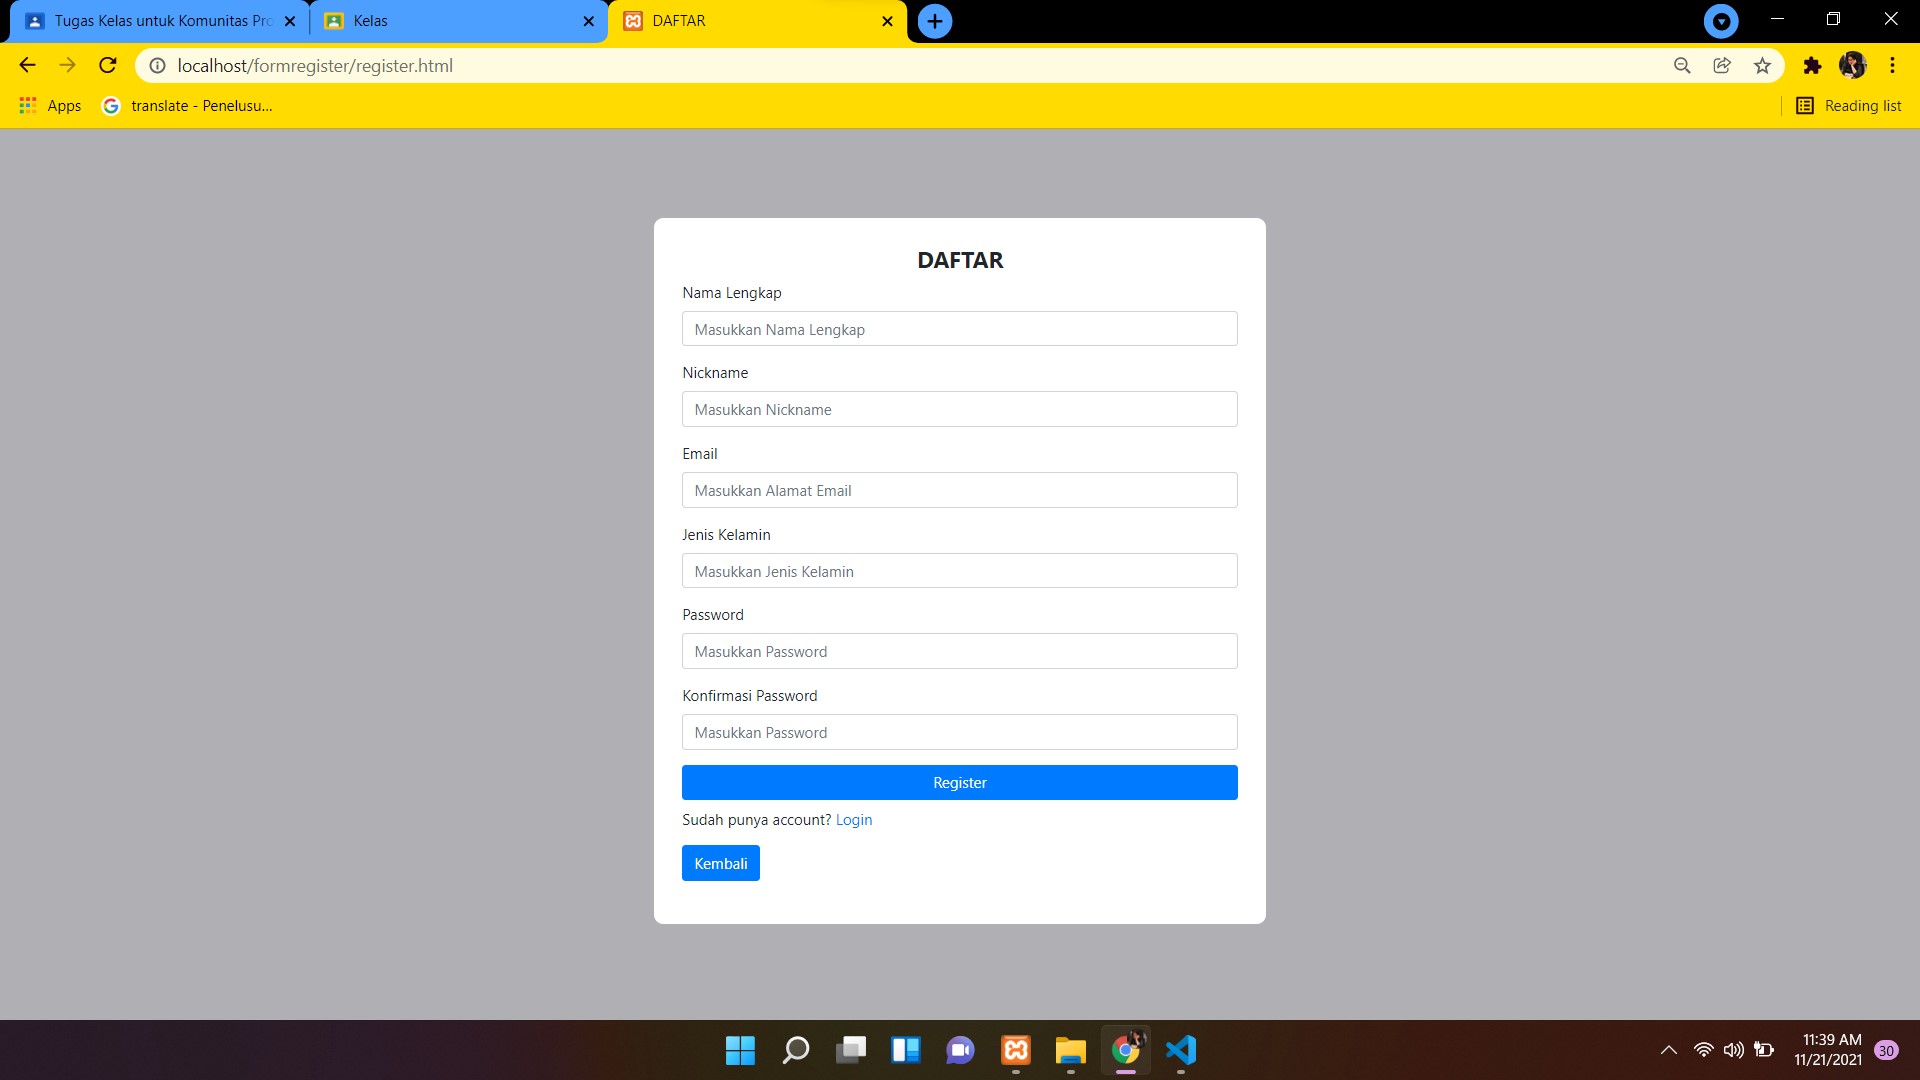 Tugas Kelas untuk Komunitas Pro
Kelas
DAFTAR
localhost/formregister/register.html
Apps
translate - Penelusu...
Reading list
DAFTAR
Nama Lengkap
Masukkan Nama Lengkap
Nickname
Masukkan Nickname
Email
Masukkan Alamat Email
Jenis Kelamin
Masukkan Jenis Kelamin
Password
Masukkan Password
Konfirmasi Password
Masukkan Password
Register
Sudah punya account? Login
Kembali
11:39 AM
11/21/2021
30